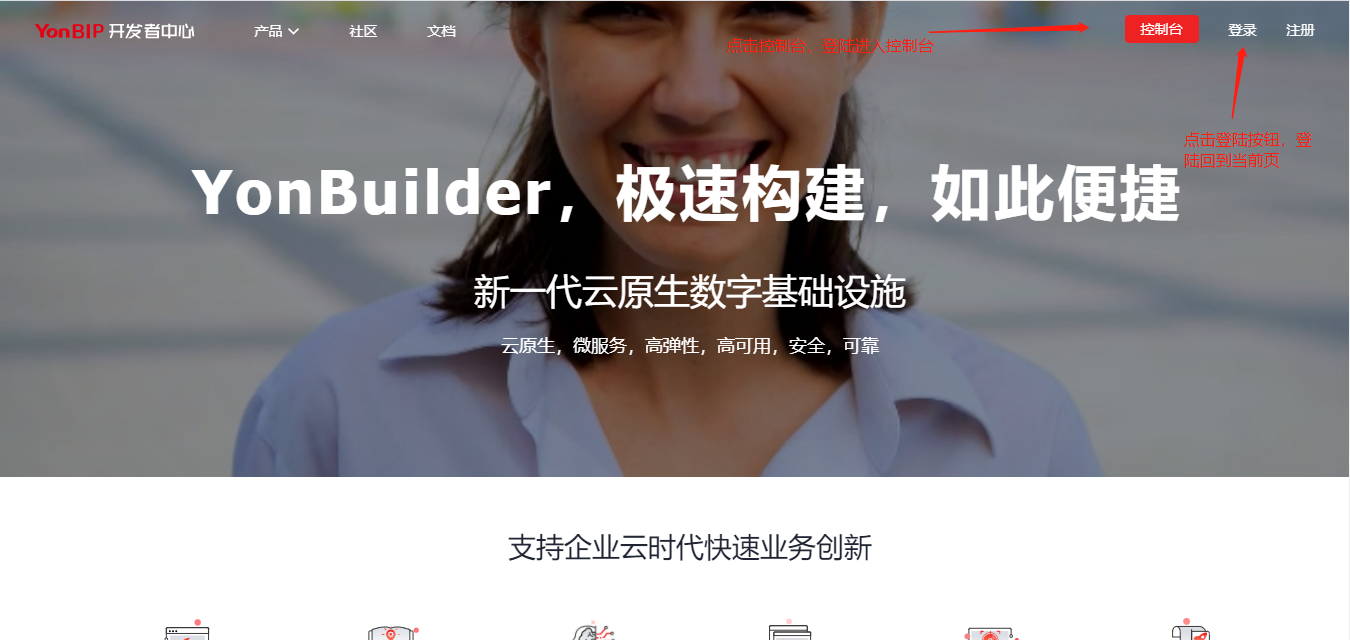 YonBIP 开发者中心 产品 社区 文档 控制台 登录 注册
点击控制台，登陆进入控制台
点击登陆按钮，登
陆回到当前页
YonBuilder，极速构建，如此便捷
新一代云原生数字基础设施
云原生，微服务，高弹性，高可用，安全，可靠
支持企业云时代快速业务创新